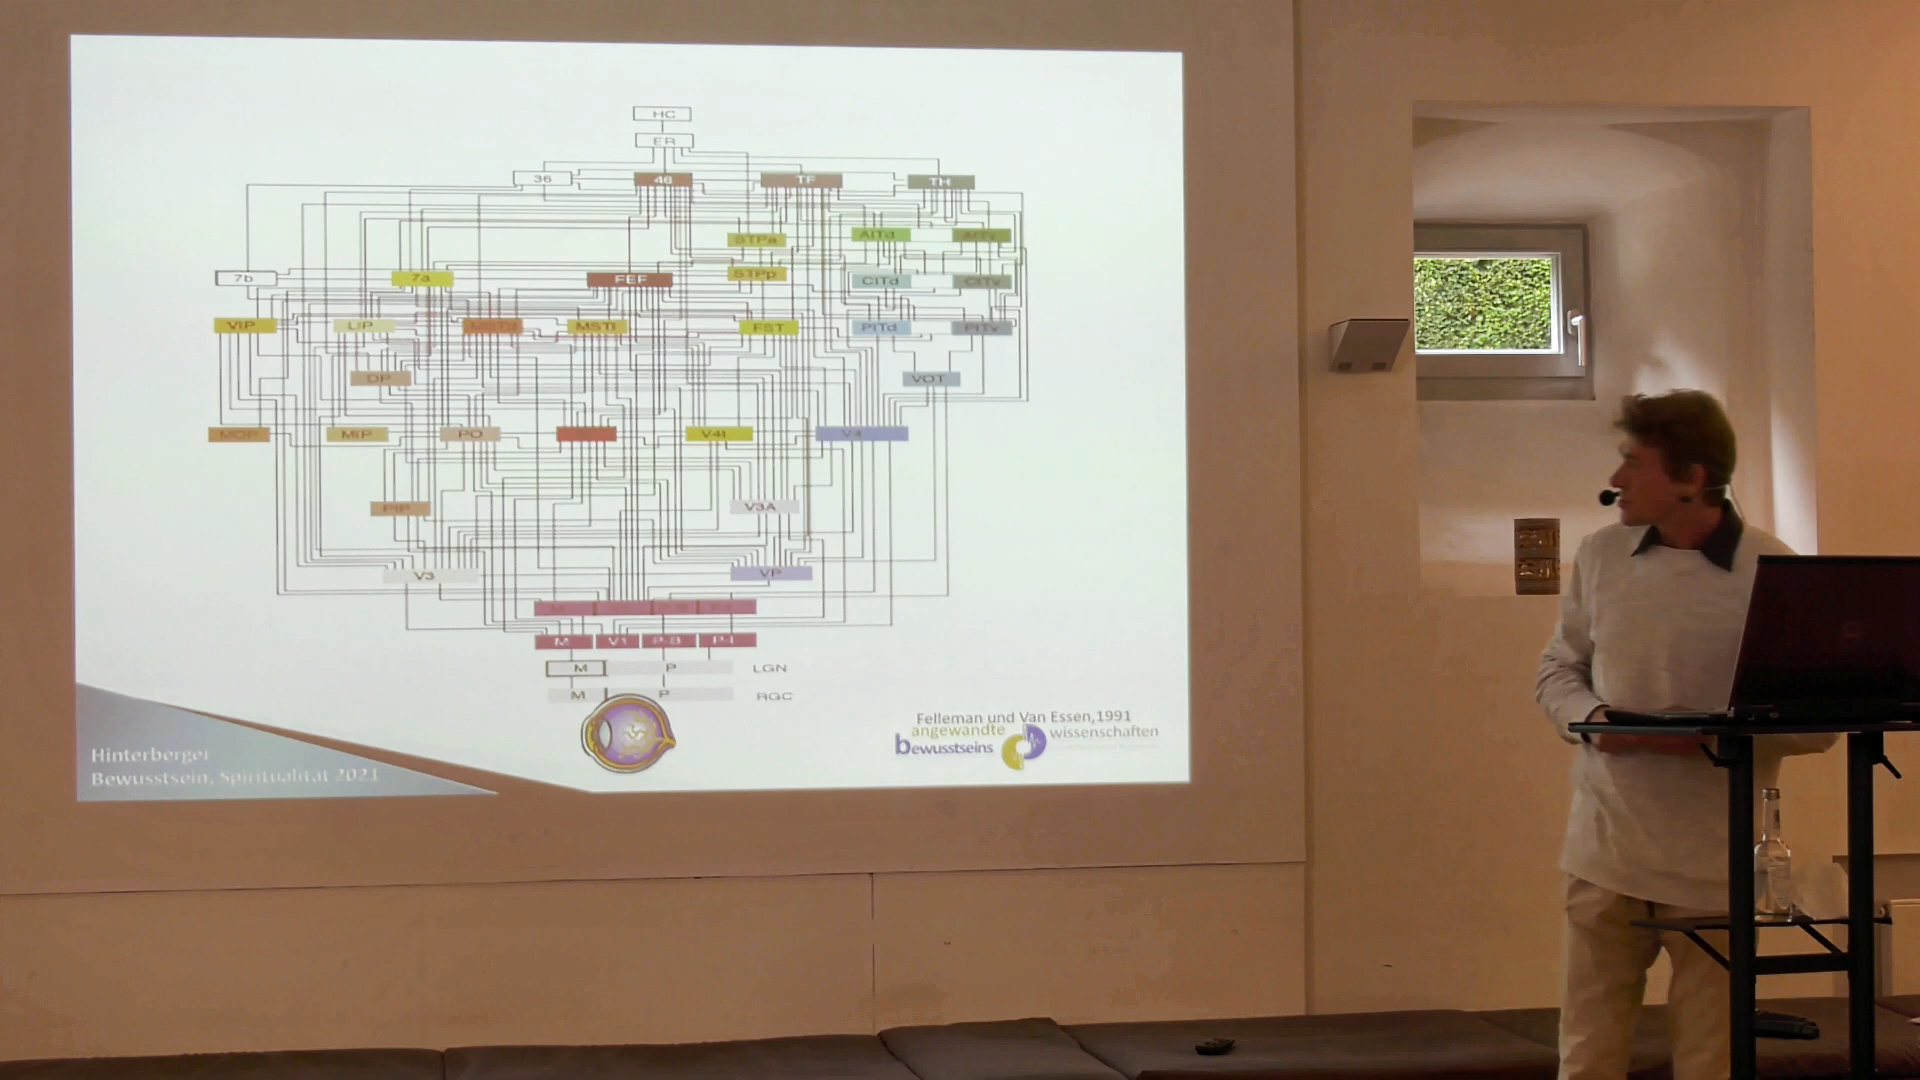 HC
ER
36 46 TF TH
STPa AITd AITv
7b 7a FEF STPp CITd CITv
VIP LIP MSTd MSTl FST PITd PITv
DP VOT
MDP MIP PO V4t V4
PIP V3A
V3 VP
M
M V1 P-B P-I
M P LGN
M P RGC
Felleman und Van Essen,1991
angewandte wissenschaften
bewusstseins
Hinterberger
Bewusstsein, Spiritualität 2021